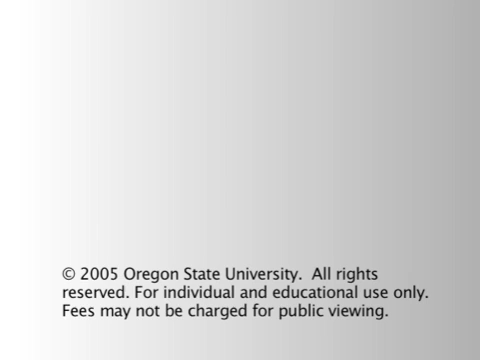 © 2005 Oregon State University.  All rights
reserved. For individual and educational use only.
Fees may not be charged for public viewing.